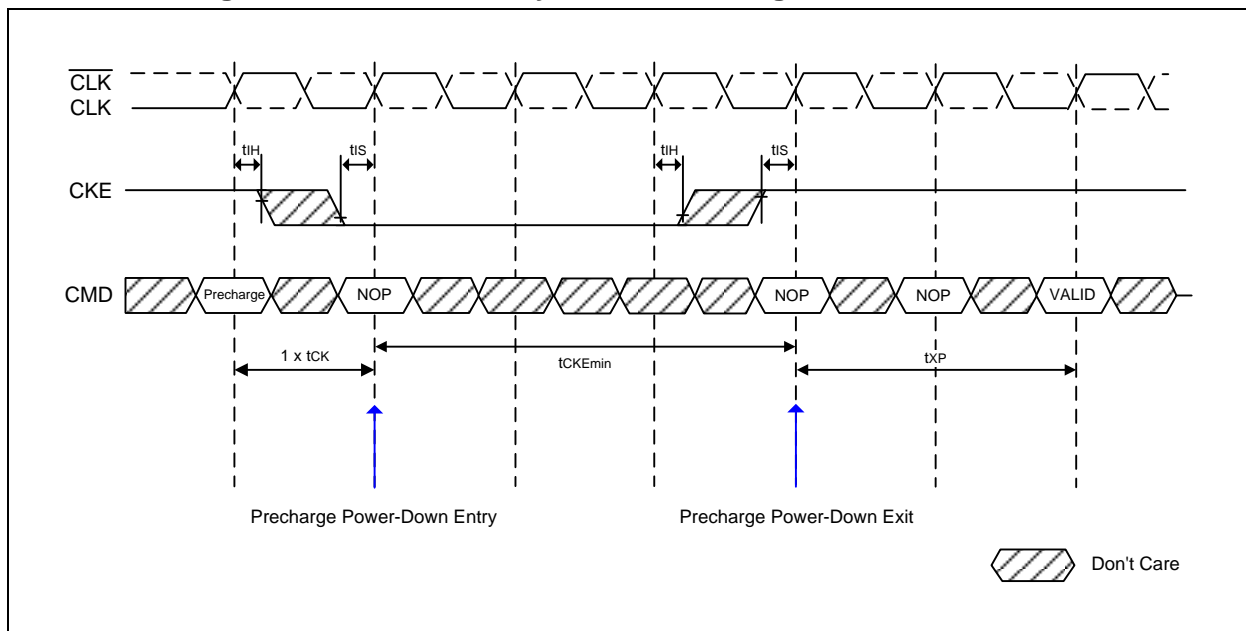 CLK
CLK
tIH
tIS
tIH
tIS
CKE
CMD
Precharge
NOP
NOP
NOP
VALID
1 x tCK
tCKEmin
tXP
Precharge Power-Down Entry
Precharge Power-Down Exit
Don't Care